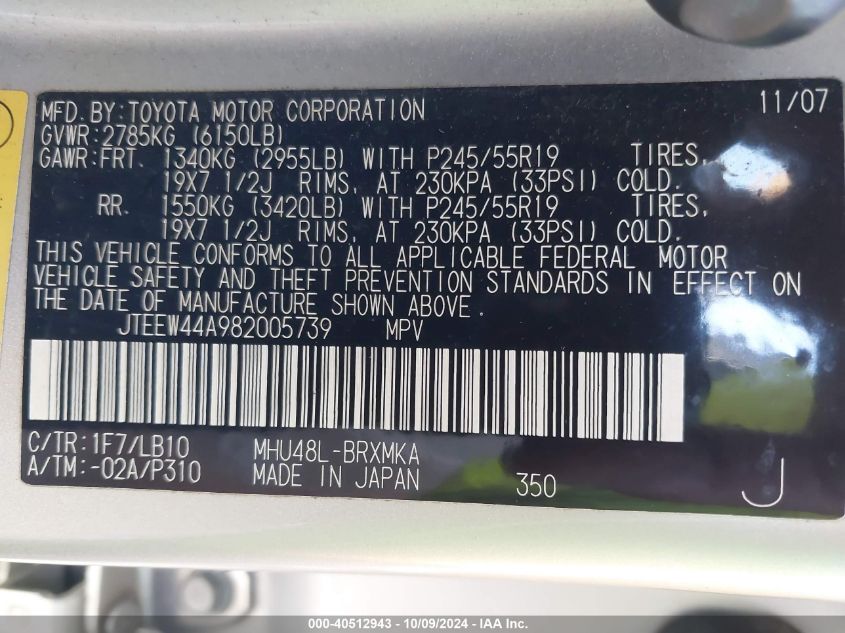 MFD. BY: TOYOTA MOTOR CORPORATION 11/07
GVWR: 2785KG (6150LB)
GAWR: FRT. 1340KG (2955LB) WITH P245/55R19 TIRES,
19X7 1/2J RIMS, AT 230KPA (33PSI) COLD.
RR. 1550KG (3420LB) WITH P245/55R19 TIRES,
19X7 1/2J RIMS, AT 230KPA (33PSI) COLD.
THIS VEHICLE CONFORMS TO ALL APPLICABLE FEDERAL MOTOR
VEHICLE SAFETY AND THEFT PREVENTION STANDARDS IN EFFECT ON
THE DATE OF MANUFACTURE SHOWN ABOVE.
JTEEW44A982005739 MPV
C/TR: 1F7/LB10 MHU48L-BRXMKA
A/TM: -02A/P310 MADE IN JAPAN 350 J
000-40512943 - 10/09/2024 - IAA Inc.